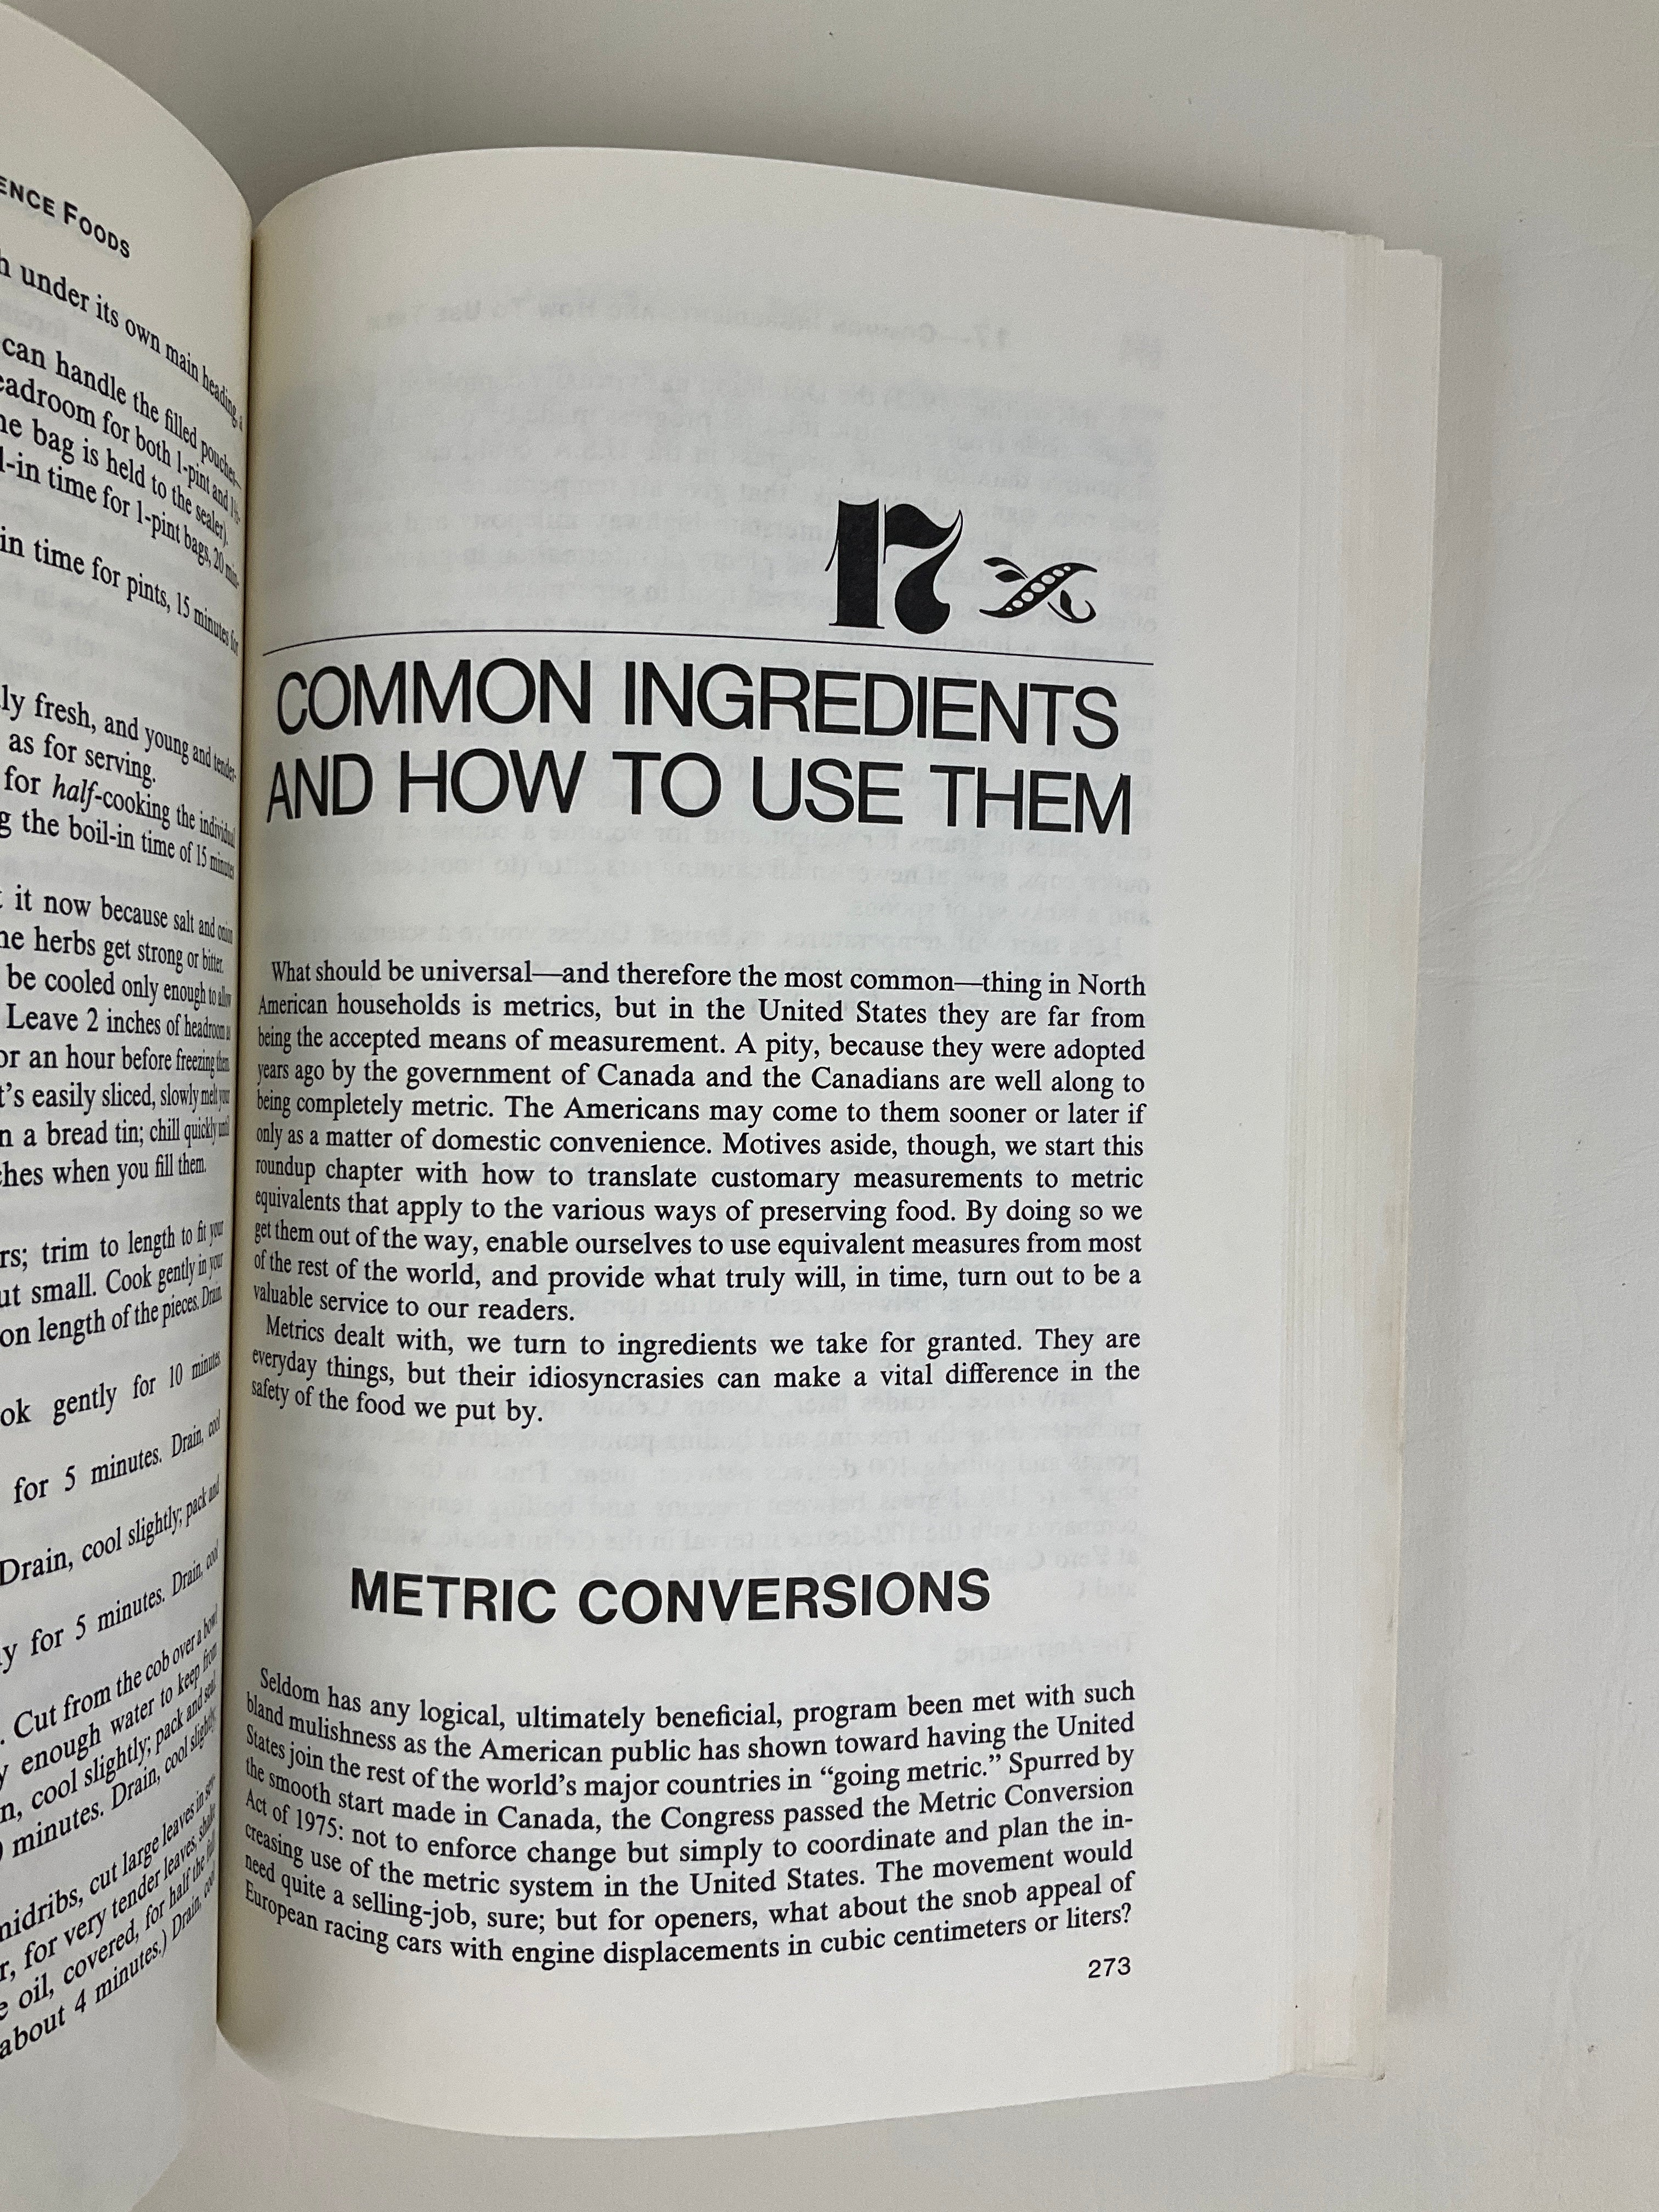 ENCE FOODS
under its own main heading,
can handle the filled pouches—
eadroom for both 1-pint and
bag is held to the sealer).
-in time for 1-pint bags, 20
in time for pints, 15 minutes for
ly fresh, and young and tender
as for serving.
for half-cooking the individual
the boil-in time of 15 minutes
it now because salt and onion
herbs get strong or bitter.
be cooled only enough to allow
Leave 2 inches of headroom
or an hour before freezing them
t's easily sliced, slowly melt your
a bread tin; chill quickly until
ches when you fill them.
rs; trim to length to fit your
ut small. Cook gently in your
on length of the pieces. Drain,
ok gently for 10 minutes
for 5 minutes. Drain, cool
Drain, cool slightly; pack and
y for 5 minutes. Drain, cool
. Cut from the cob over a bowl
enough water to keep from
n, cool slightly; pack and seal.
minutes. Drain, cool slightly
midribs, cut large leaves in
r, for very tender leaves,
oil, covered, for half the
about 4 minutes.) Drain, cool
17
COMMON INGREDIENTS
AND HOW TO USE THEM
What should be universal—and therefore the most common—thing in North
American households is metrics, but in the United States they are far from
being the accepted means of measurement. A pity, because they were adopted
years ago by the government of Canada and the Canadians are well along to
being completely metric. The Americans may come to them sooner or later if
only as a matter of domestic convenience. Motives aside, though, we start this
roundup chapter with how to translate customary measurements to metric
equivalents that apply to the various ways of preserving food. By doing so we
get them out of the way, enable ourselves to use equivalent measures from most
of the rest of the world, and provide what truly will, in time, turn out to be a
valuable service to our readers.
Metrics dealt with, we turn to ingredients we take for granted. They are
everyday things, but their idiosyncrasies can make a vital difference in the
safety of the food we put by.
METRIC CONVERSIONS
Seldom has any logical, ultimately beneficial, program been met with such
bland mulishness as the American public has shown toward having the United
States join the rest of the world's major countries in “going metric.” Spurred by
the smooth start made in Canada, the Congress passed the Metric Conversion
Act of 1975: not to enforce change but simply to coordinate and plan the in-
creasing use of the metric system in the United States. The movement would
need quite a selling-job, sure; but for openers, what about the snob appeal of
European racing cars with engine displacements in cubic centimeters or liters?
273